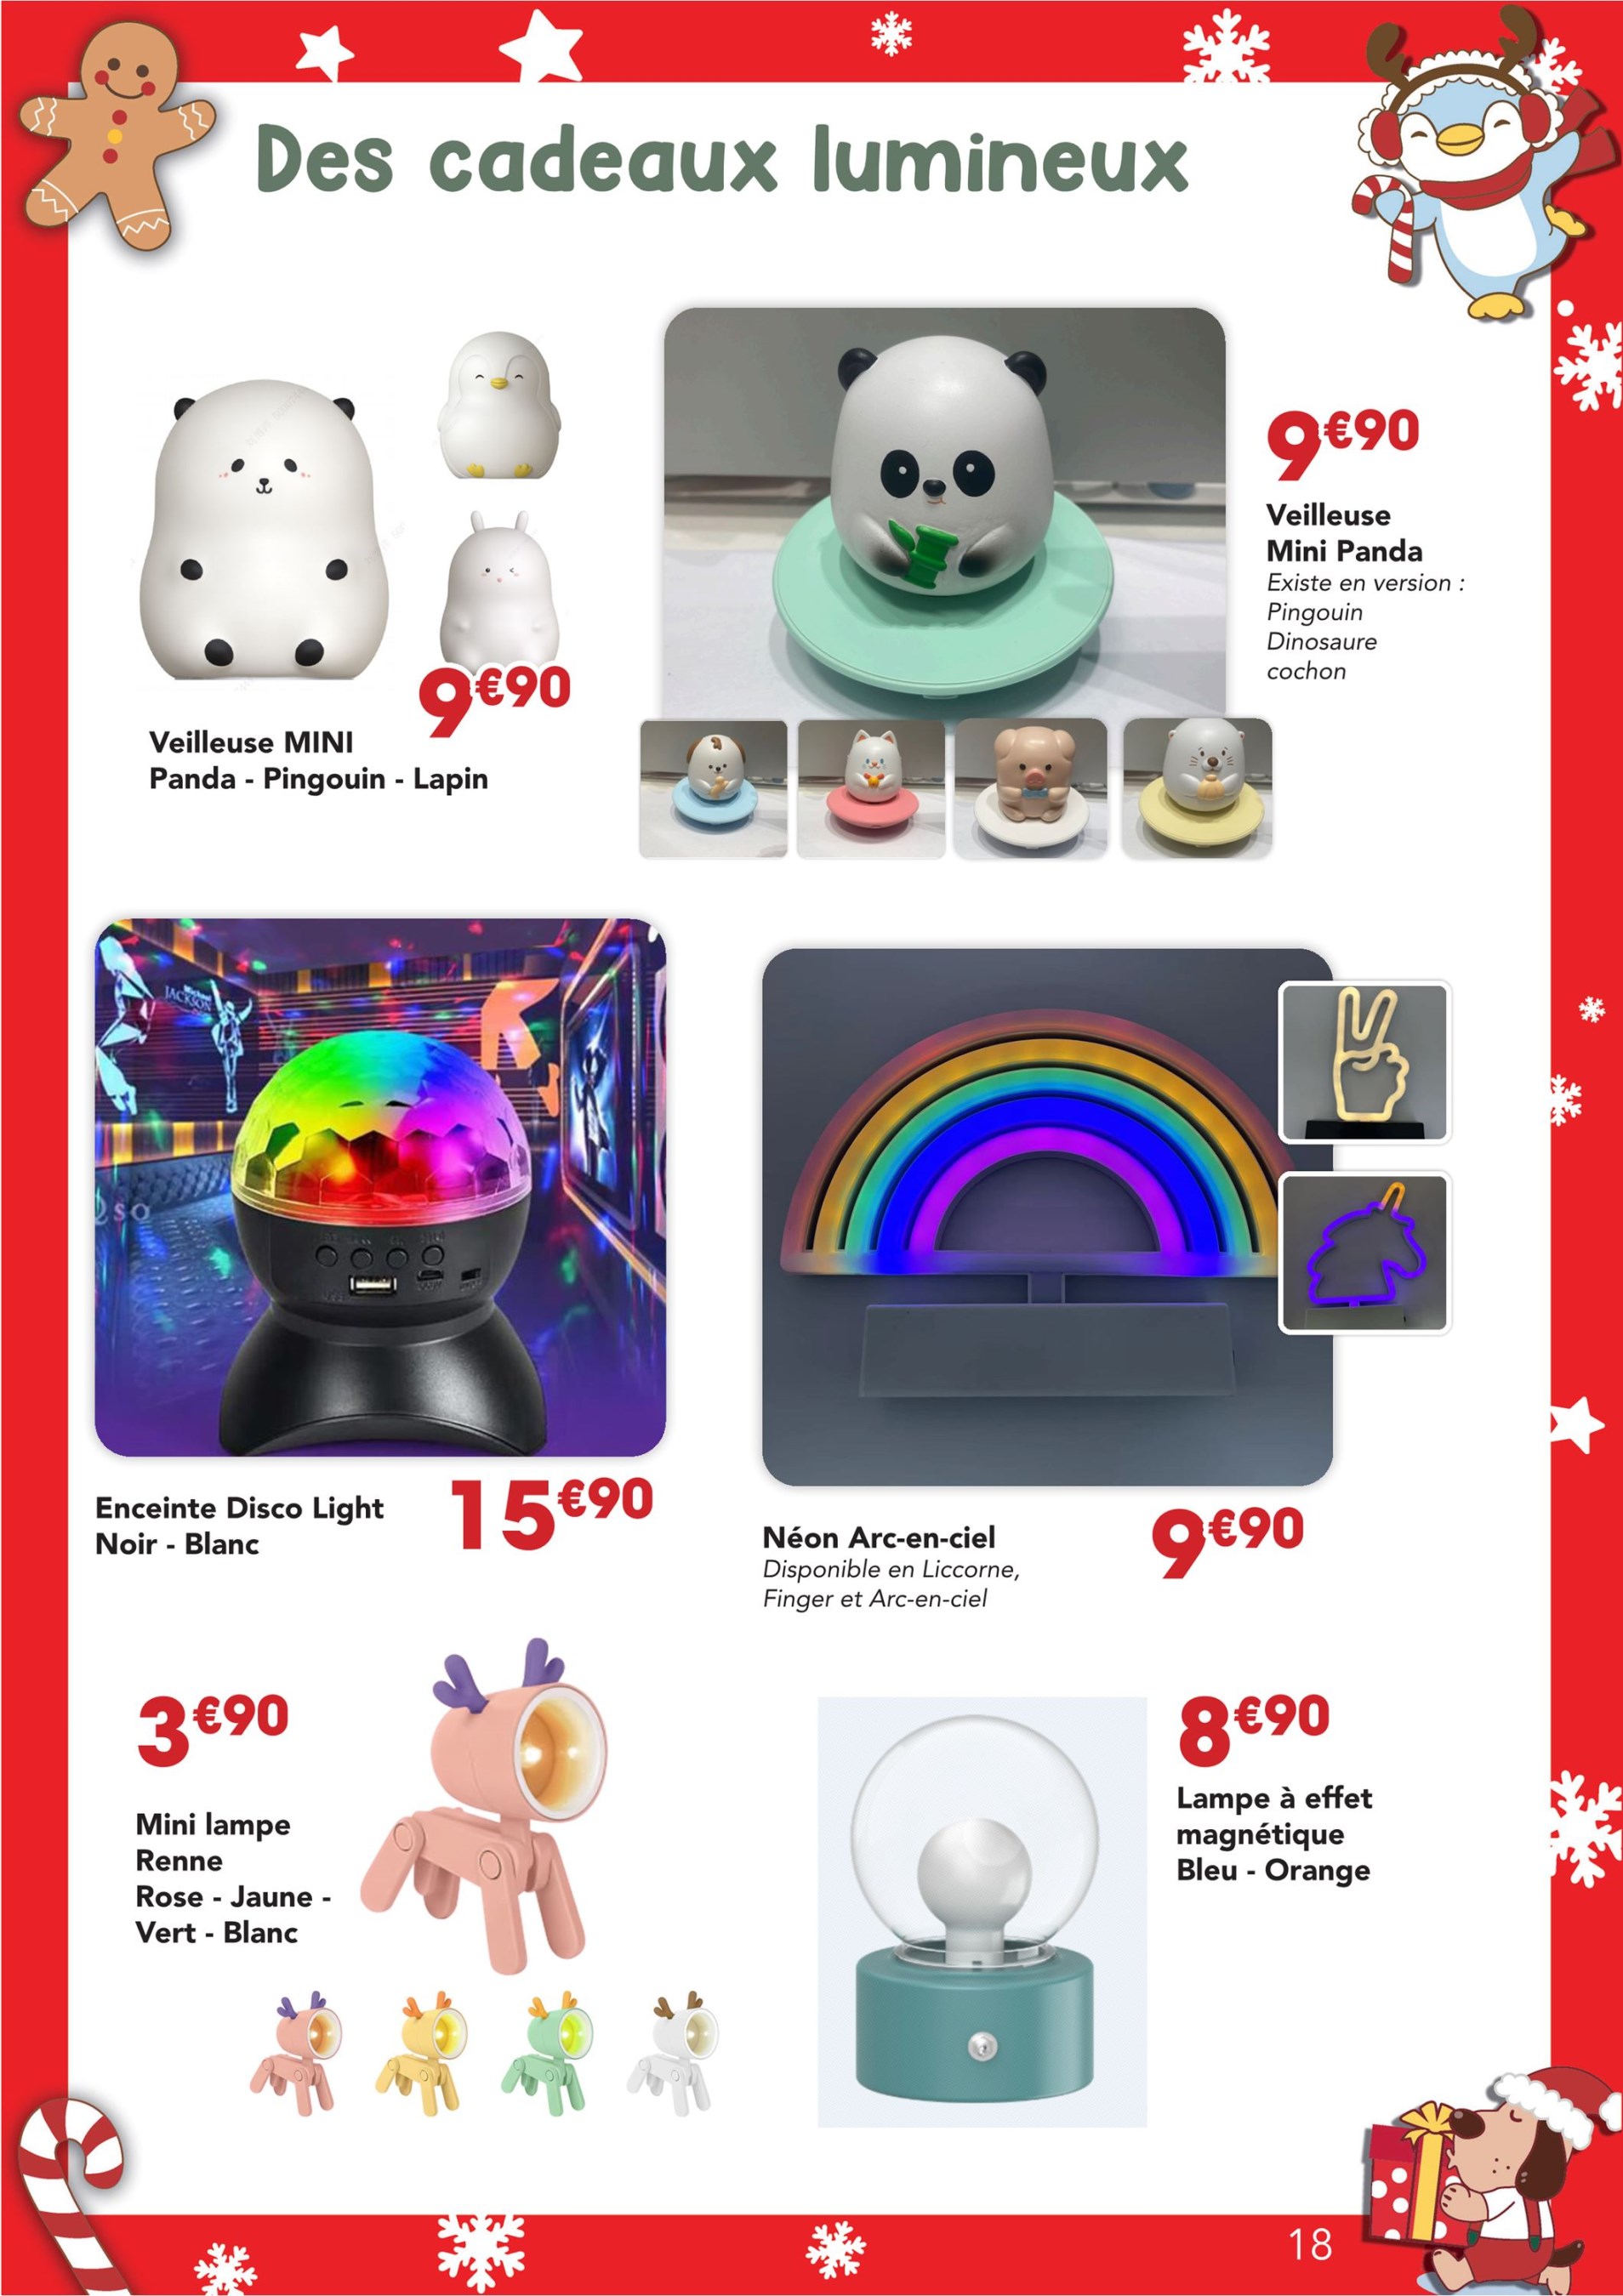 Des cadeaux lumineux
9€90
Veilleuse
Mini Panda
Existe en version :
Pingouin
Dinosaure
cochon
9€90
Veilleuse MINI
Panda - Pingouin - Lapin
Michael
JACKSON
Enceinte Disco Light
Noir - Blanc
15€90
Néon Arc-en-ciel
Disponible en Liccorne,
Finger et Arc-en-ciel
9€90
3€90
Mini lampe
Renne
Rose - Jaune -
Vert - Blanc
8€90
Lampe à effet
magnétique
Bleu - Orange
18